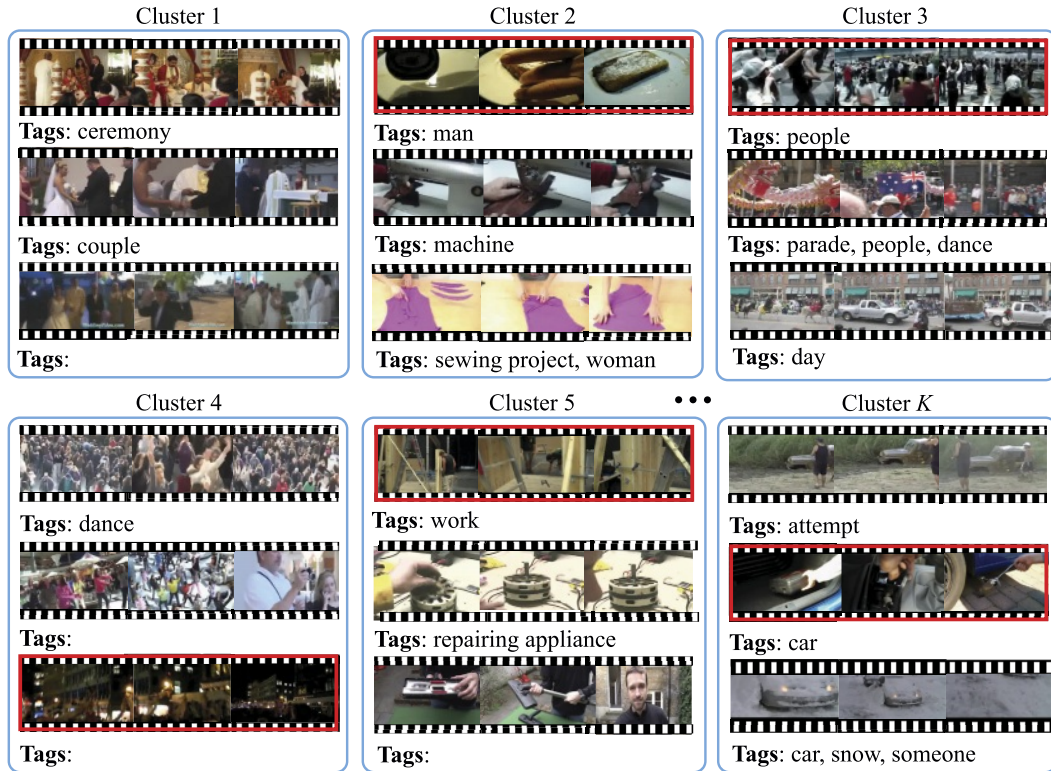 Cluster 1
Cluster 2
Cluster 3
Tags: ceremony
Tags: man
Tags: people
Tags: couple
Tags: machine
Tags: parade, people, dance
Tags:
Tags: sewing project, woman
Tags: day
Cluster 4
Cluster 5
•••
Cluster K
Tags: dance
Tags: work
Tags: attempt
Tags:
Tags: repairing appliance
Tags: car
Tags:
Tags:
Tags: car, snow, someone